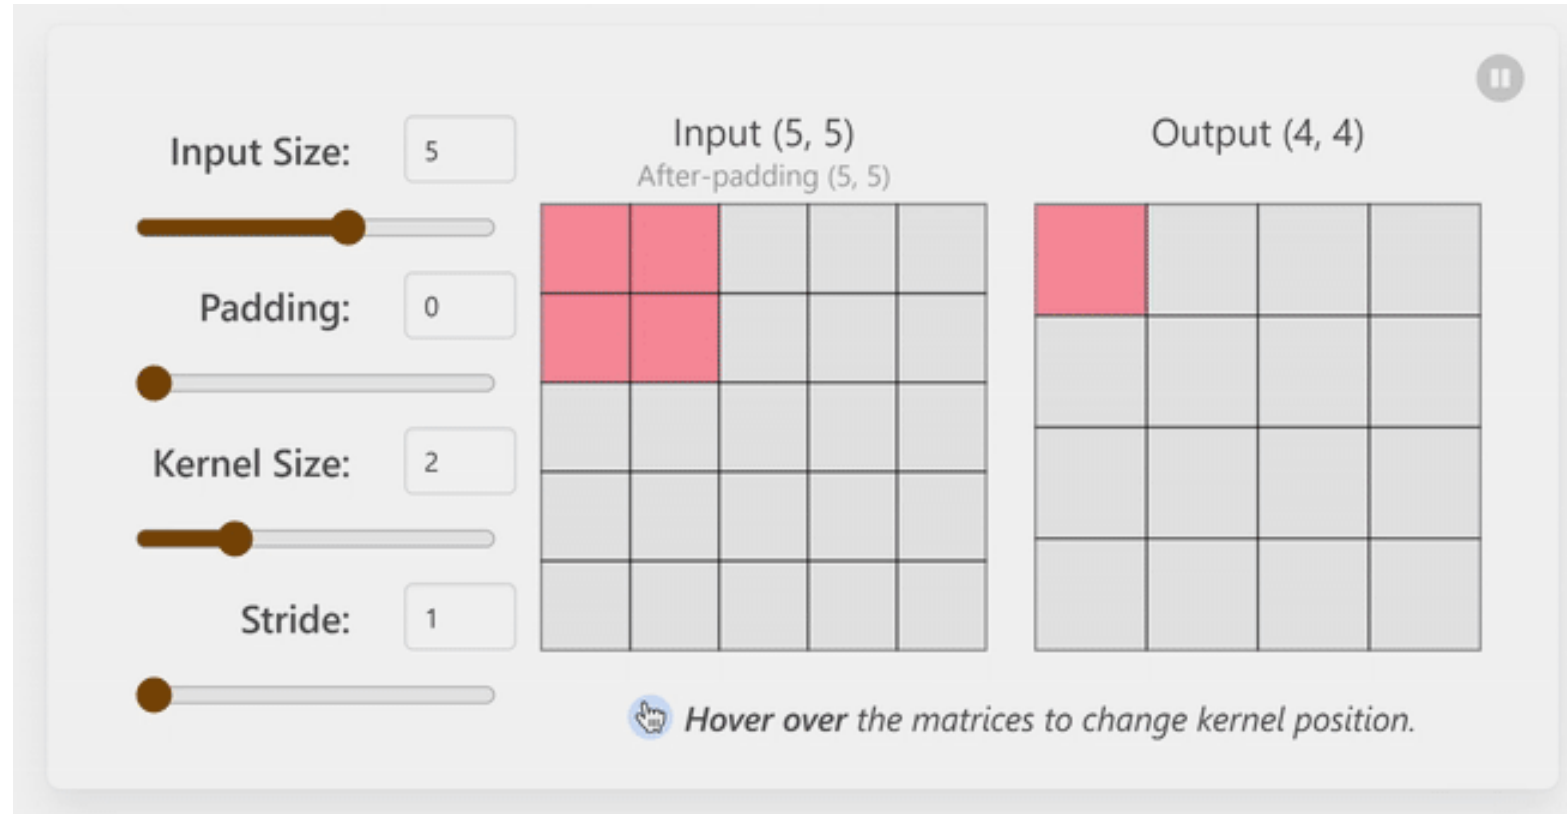 Input Size: 5
Padding: 0
Kernel Size: 2
Stride: 1
Input (5, 5)
After-padding (5, 5)
Output (4, 4)
Hover over the matrices to change kernel position.